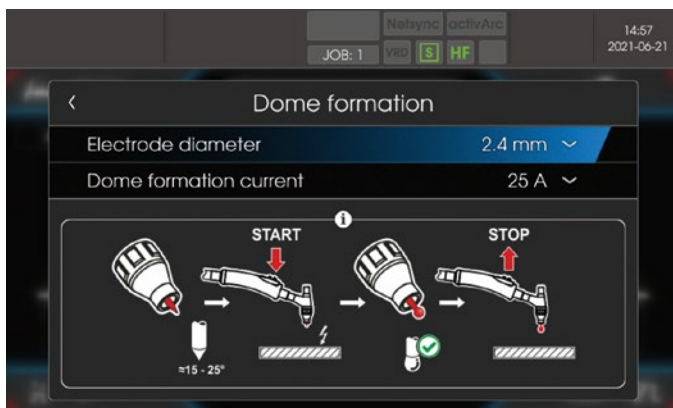 Netsync activArc
JOB: 1 VRD S HF
14:57
2021-06-21
Dome formation
Electrode diameter 2.4 mm
Dome formation current 25 A
i
START STOP
≈15 - 25°